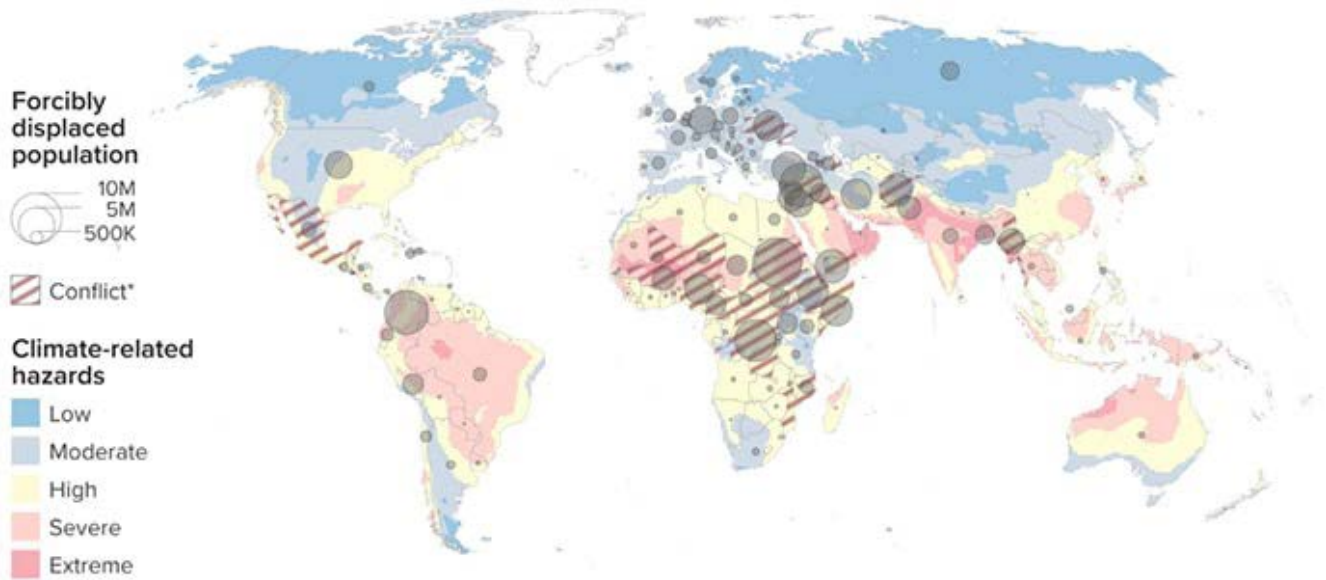 Forcibly
displaced
population
10M
5M
500K
Conflict*
Climate-related
hazards
Low
Moderate
High
Severe
Extreme